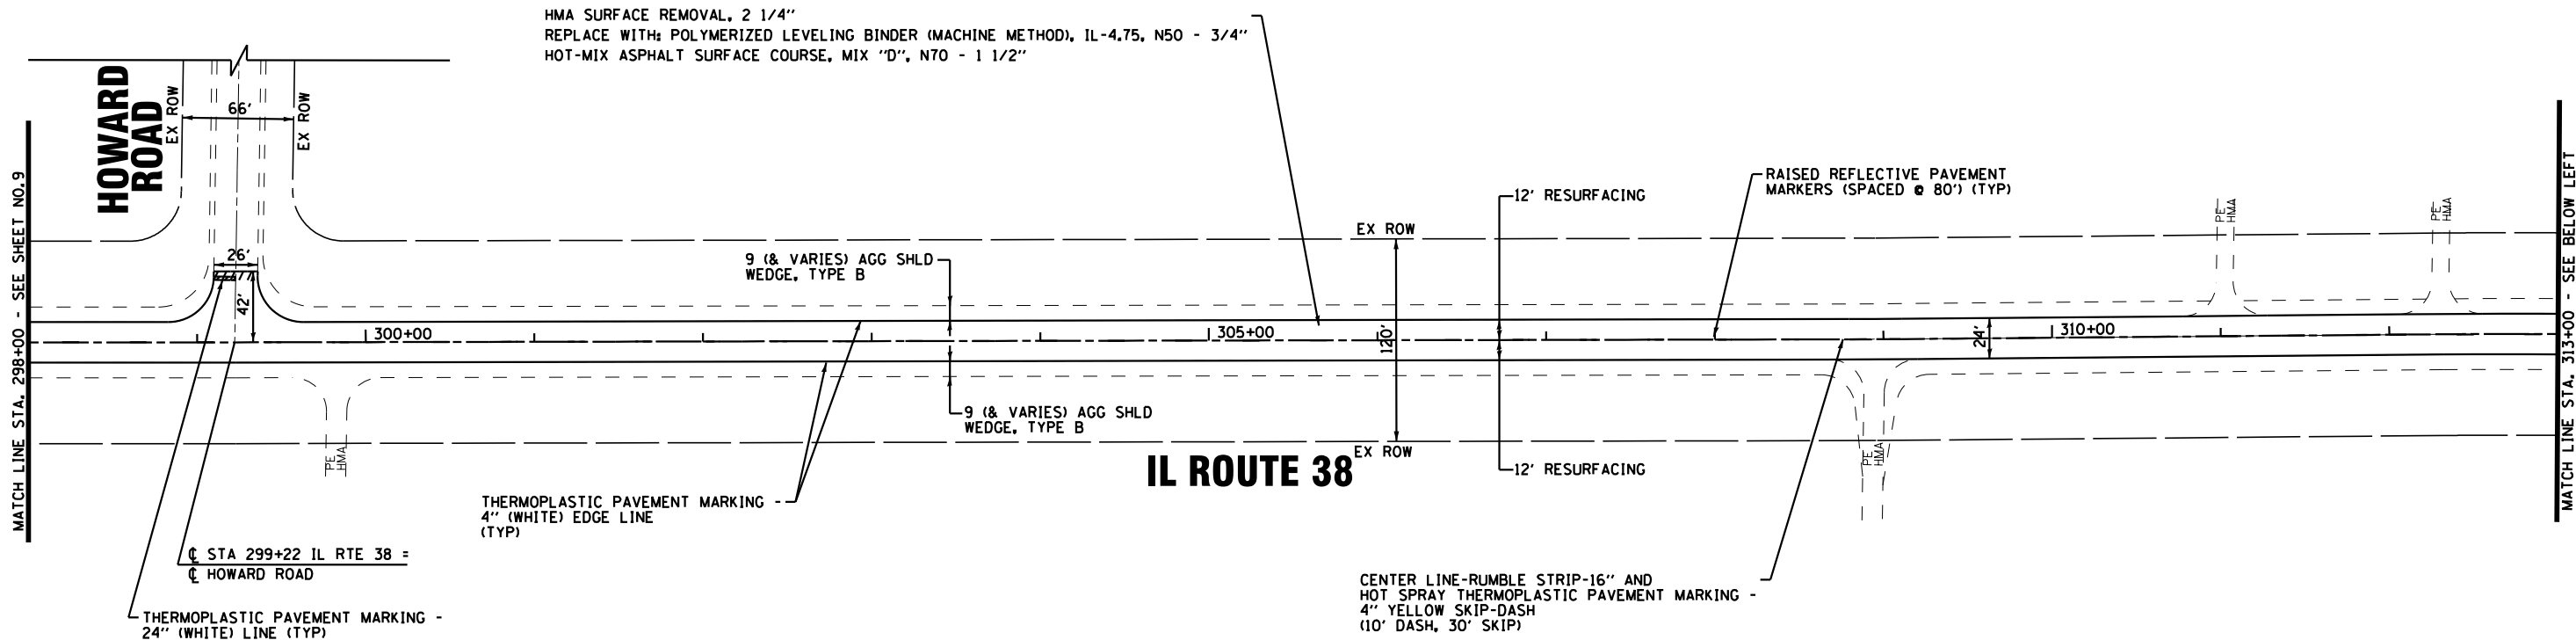 HMA SURFACE REMOVAL, 2 1/4"
REPLACE WITH: POLYMERIZED LEVELING BINDER (MACHINE METHOD), IL-4.75, N50 - 3/4"
HOT-MIX ASPHALT SURFACE COURSE, MIX "D", N70 - 1 1/2"
HOWARD
ROAD
EX ROW
66'
EX ROW
MATCH LINE STA. 298+00 - SEE SHEET NO.9
26'
42'
9 (& VARIES) AGG SHLD
WEDGE, TYPE B
12' RESURFACING
EX ROW
RAISED REFLECTIVE PAVEMENT
MARKERS (SPACED @ 80') (TYP)
PE
HMA
PE
HMA
MATCH LINE STA. 313+00 - SEE BELOW LEFT
300+00
305+00
310+00
120'
24'
9 (& VARIES) AGG SHLD
WEDGE, TYPE B
PE
HMA
IL ROUTE 38
EX ROW
12' RESURFACING
PE
HMA
THERMOPLASTIC PAVEMENT MARKING -
4" (WHITE) EDGE LINE
(TYP)
℄ STA 299+22 IL RTE 38 =
℄ HOWARD ROAD
THERMOPLASTIC PAVEMENT MARKING -
24" (WHITE) LINE (TYP)
CENTER LINE-RUMBLE STRIP-16" AND
HOT SPRAY THERMOPLASTIC PAVEMENT MARKING -
4" YELLOW SKIP-DASH
(10' DASH, 30' SKIP)